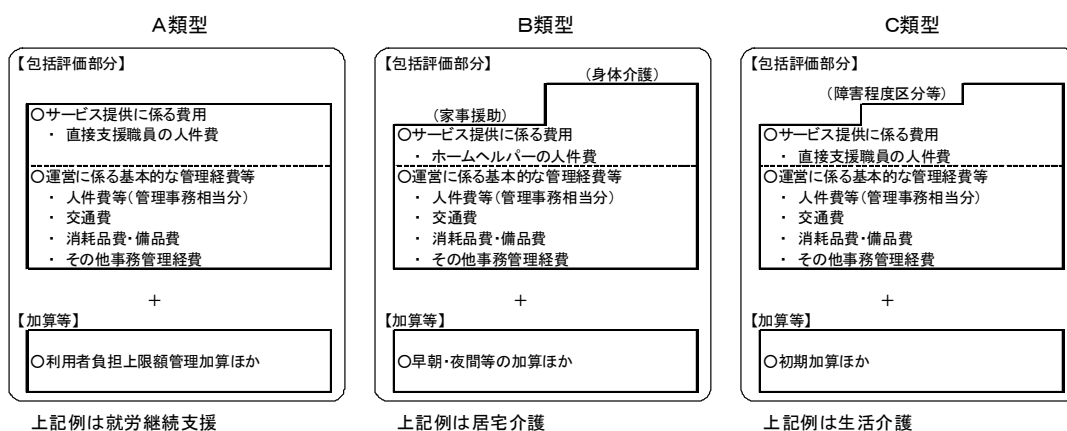 A類型
【包括評価部分】
○サービス提供に係る費用
・ 直接支援職員の人件費
○運営に係る基本的な管理経費等
・ 人件費等(管理事務相当分)
・ 交通費
・ 消耗品費・備品費
・ その他事務管理経費
+
【加算等】
○利用者負担上限額管理加算ほか
上記例は就労継続支援
B類型
【包括評価部分】
(身体介護)
(家事援助)
○サービス提供に係る費用
・ ホームヘルパーの人件費
○運営に係る基本的な管理経費等
・ 人件費等(管理事務相当分)
・ 交通費
・ 消耗品費・備品費
・ その他事務管理経費
+
【加算等】
○早朝・夜間等の加算ほか
上記例は居宅介護
C類型
【包括評価部分】
(障害程度区分等)
○サービス提供に係る費用
・ 直接支援職員の人件費
○運営に係る基本的な管理経費等
・ 人件費等(管理事務相当分)
・ 交通費
・ 消耗品費・備品費
・ その他事務管理経費
+
【加算等】
○初期加算ほか
上記例は生活介護